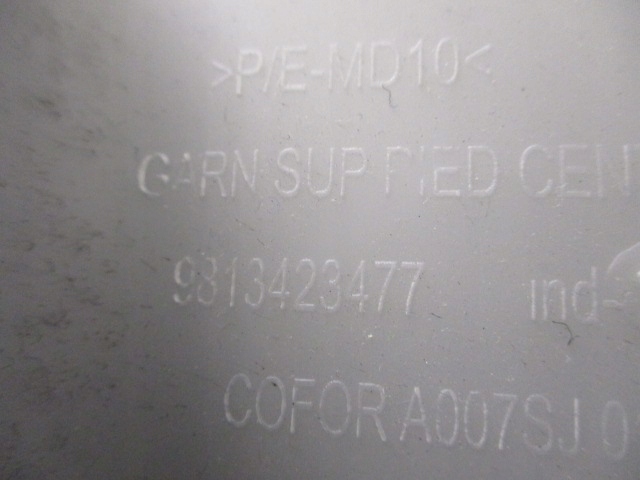 >P/E-MD10<
GARN SUP PIED CEN
9813423477 ind-
COFOR A007SJ 0